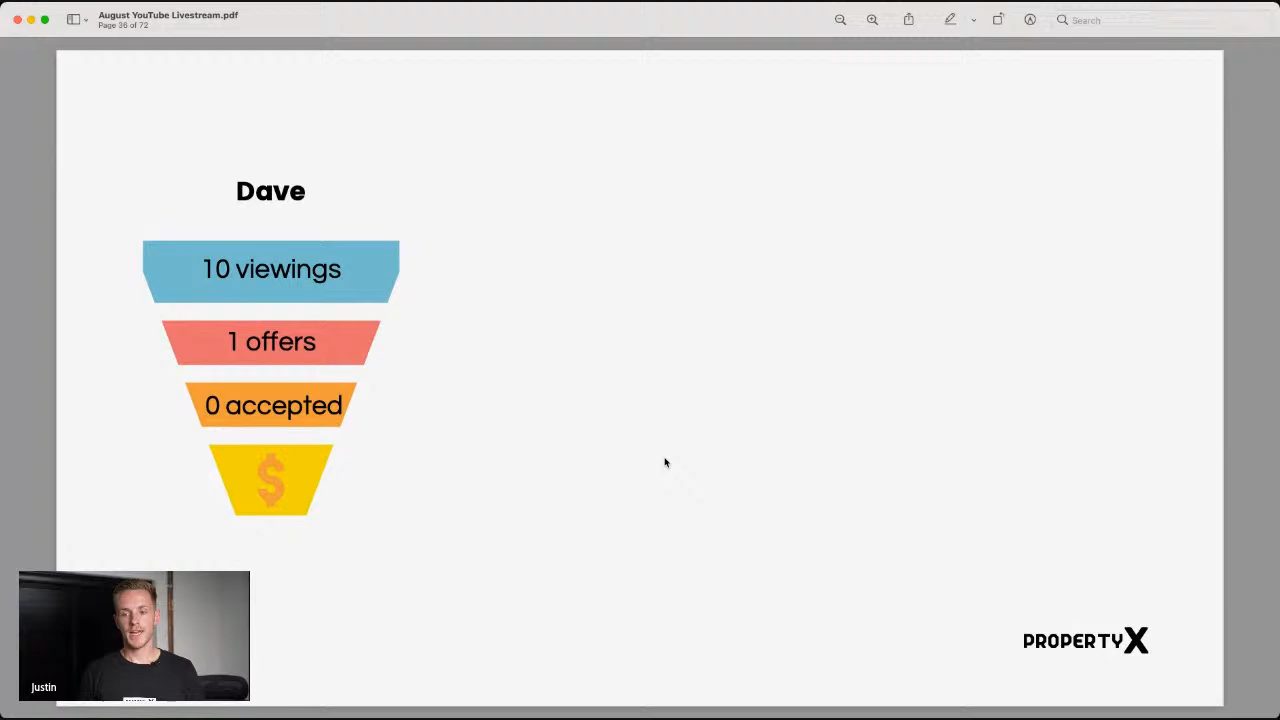 August YouTube Livestream.pdf
Page 36 of 72
Search
Dave
10 viewings
1 offers
0 accepted
$
Justin
PROPERTYX